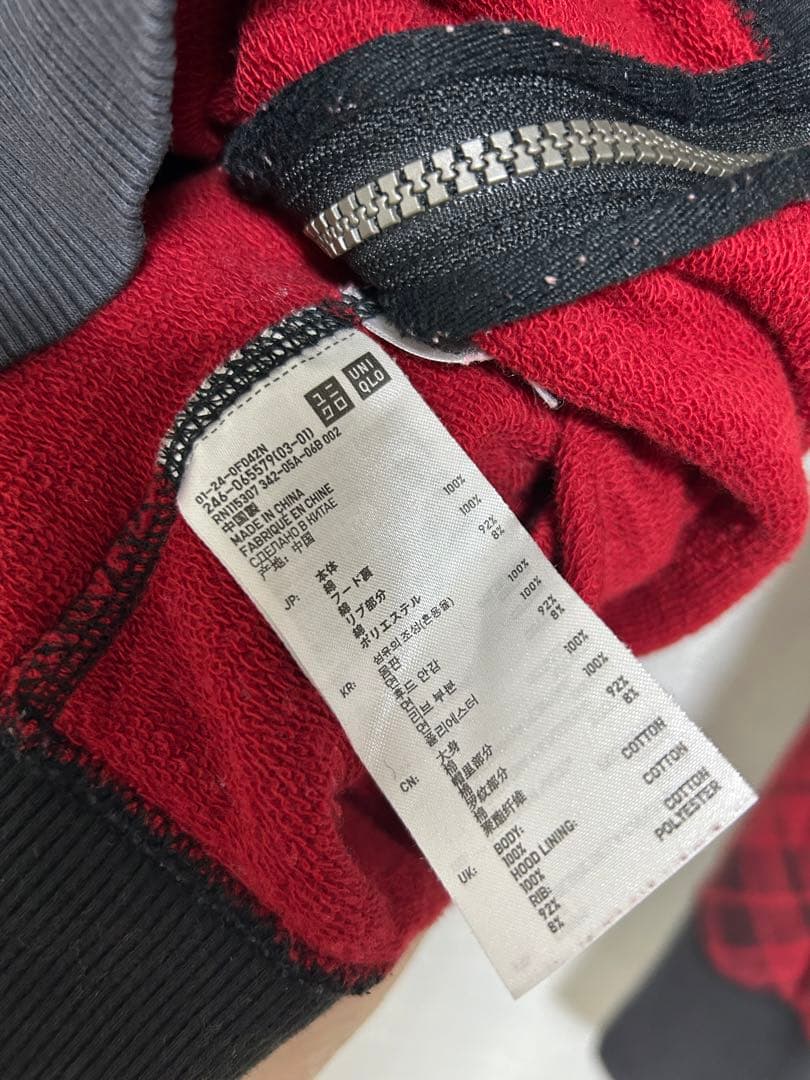 ユニ
クロ
UNI
QLO
01-24-0F042N
246-065579(03-01)
RN115307 342-05A-06B 002
中国製
MADE IN CHINA
FABRIQUÉ EN CHINE
СДЕЛАНО В КИТАЕ
产地: 中国
JP: 本体
綿 100%
フード裏
綿 100%
リブ部分
綿 92%
ポリエステル 8%
KR: 섬유의 조성(혼용율)
몸판
면 100%
후드 안감
면 100%
리브 부분
면 92%
폴리에스터 8%
CN: 大身
棉 100%
帽里部分
棉 100%
罗纹部分
棉 92%
聚酯纤维 8%
UK: BODY:
100% COTTON
HOOD LINING:
100% COTTON
RIB:
92% COTTON
8% POLYESTER